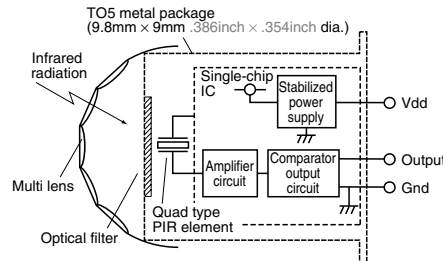 TO5 metal package
(9.8mm × 9mm .386inch × .354inch dia.)
Infrared
radiation
Single-chip
IC
Stabilized
power
supply
Vdd
Amplifier
circuit
Comparator
output
circuit
Output
Gnd
Multi lens
Quad type
PIR element
Optical filter